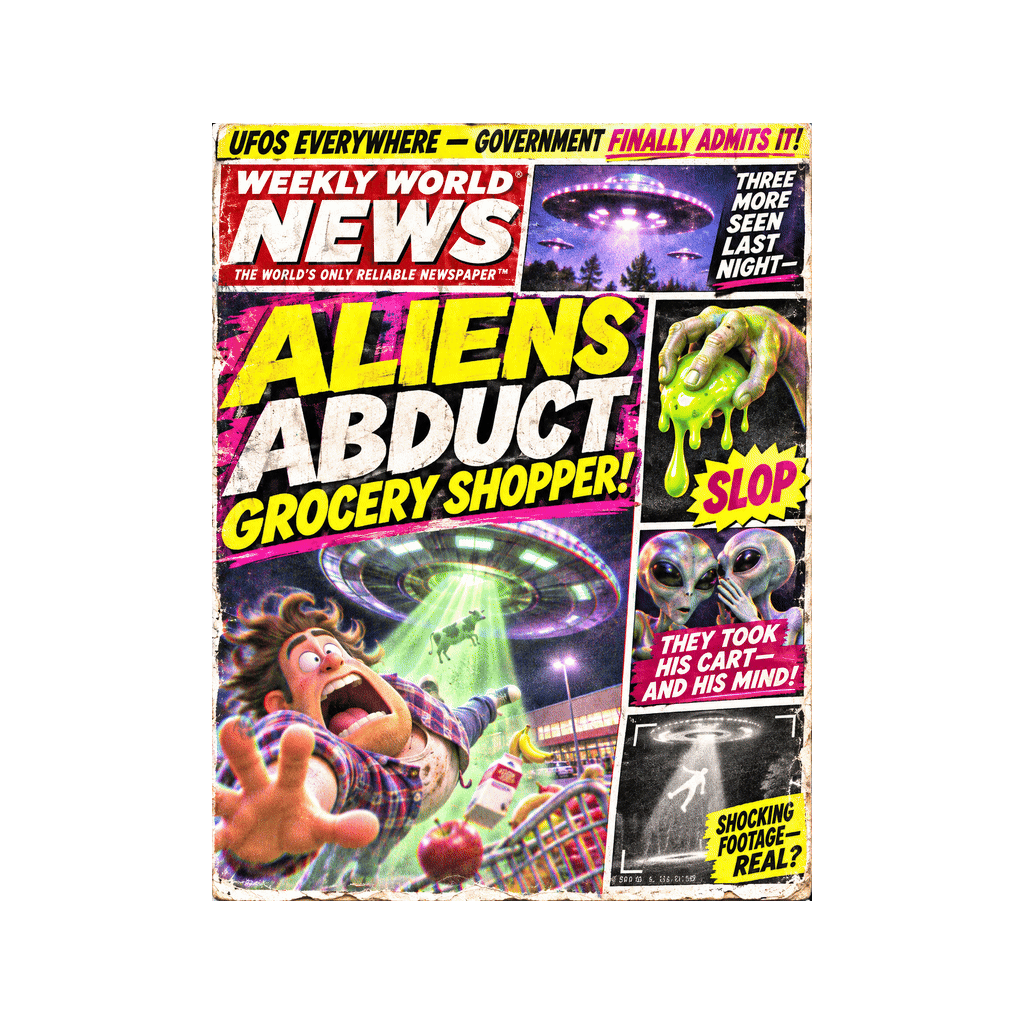 UFOS EVERYWHERE — GOVERNMENT FINALLY ADMITS IT!
WEEKLY WORLD®
NEWS
THE WORLD'S ONLY RELIABLE NEWSPAPER™
THREE
MORE
SEEN
LAST
NIGHT—
ALIENS
ABDUCT
GROCERY SHOPPER!
SLOP
THEY TOOK
HIS CART—
AND HIS MIND!
SHOCKING
FOOTAGE—
REAL?